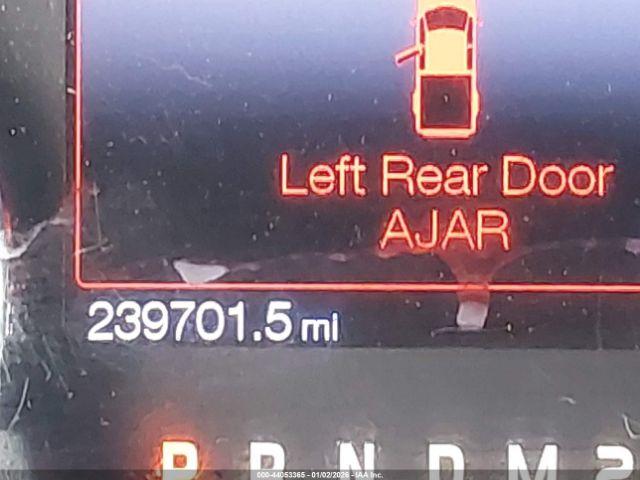 Left Rear Door
AJAR
239701.5 mi
P R N D M
000-44053365 - 01/02/2026 - IAA Inc.